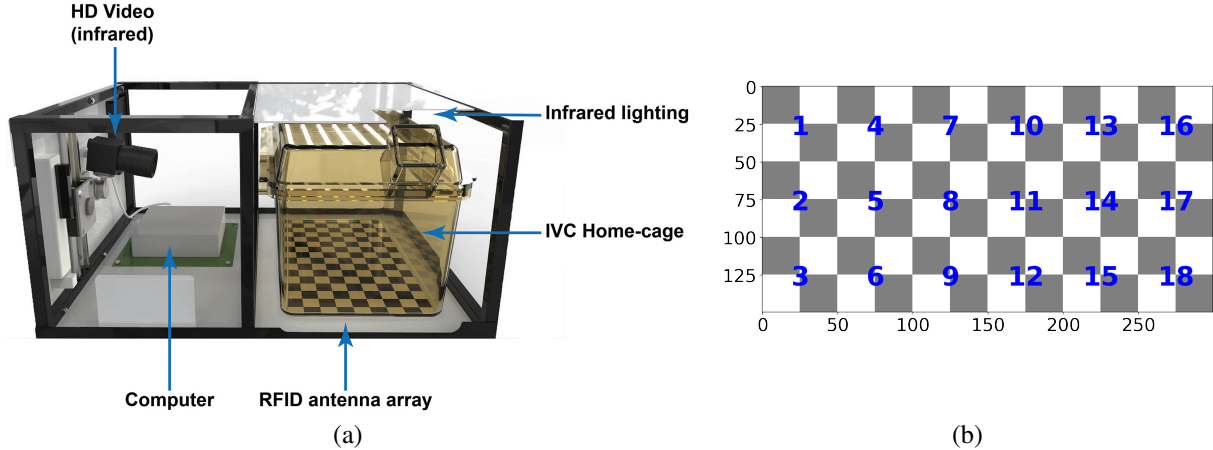 HD Video
(infrared)
Infrared lighting
IVC Home-cage
Computer
RFID antenna array
(a)
0
25
50
75
100
125
1 4 7 10 13 16
2 5 8 11 14 17
3 6 9 12 15 18
0 50 100 150 200 250
(b)